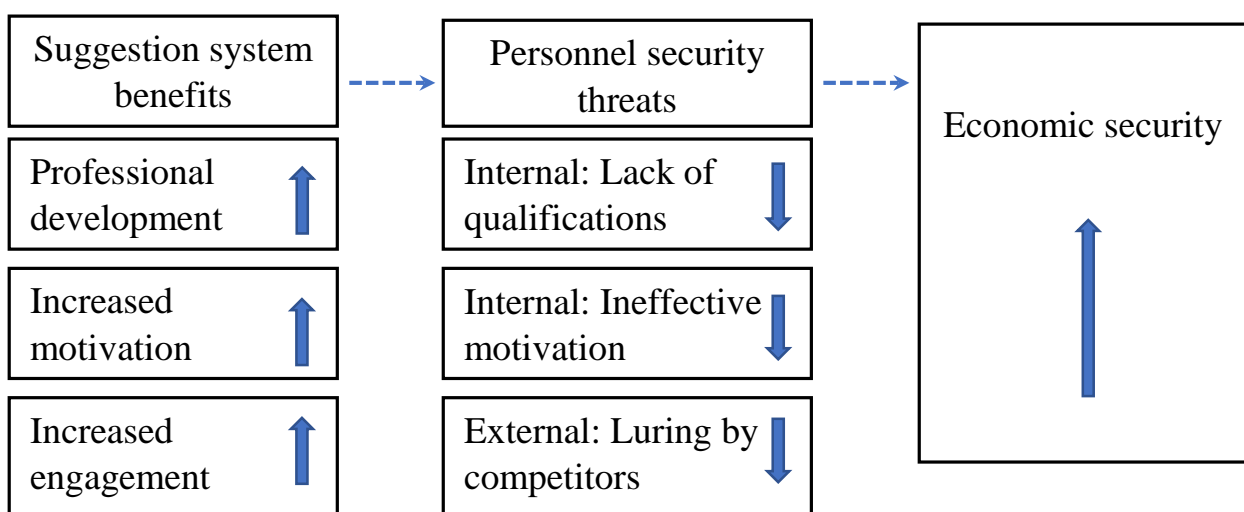 Suggestion system
benefits
Personnel security
threats
Economic security
Professional
development
Internal: Lack of
qualifications
Increased
motivation
Internal: Ineffective
motivation
Increased
engagement
External: Luring by
competitors